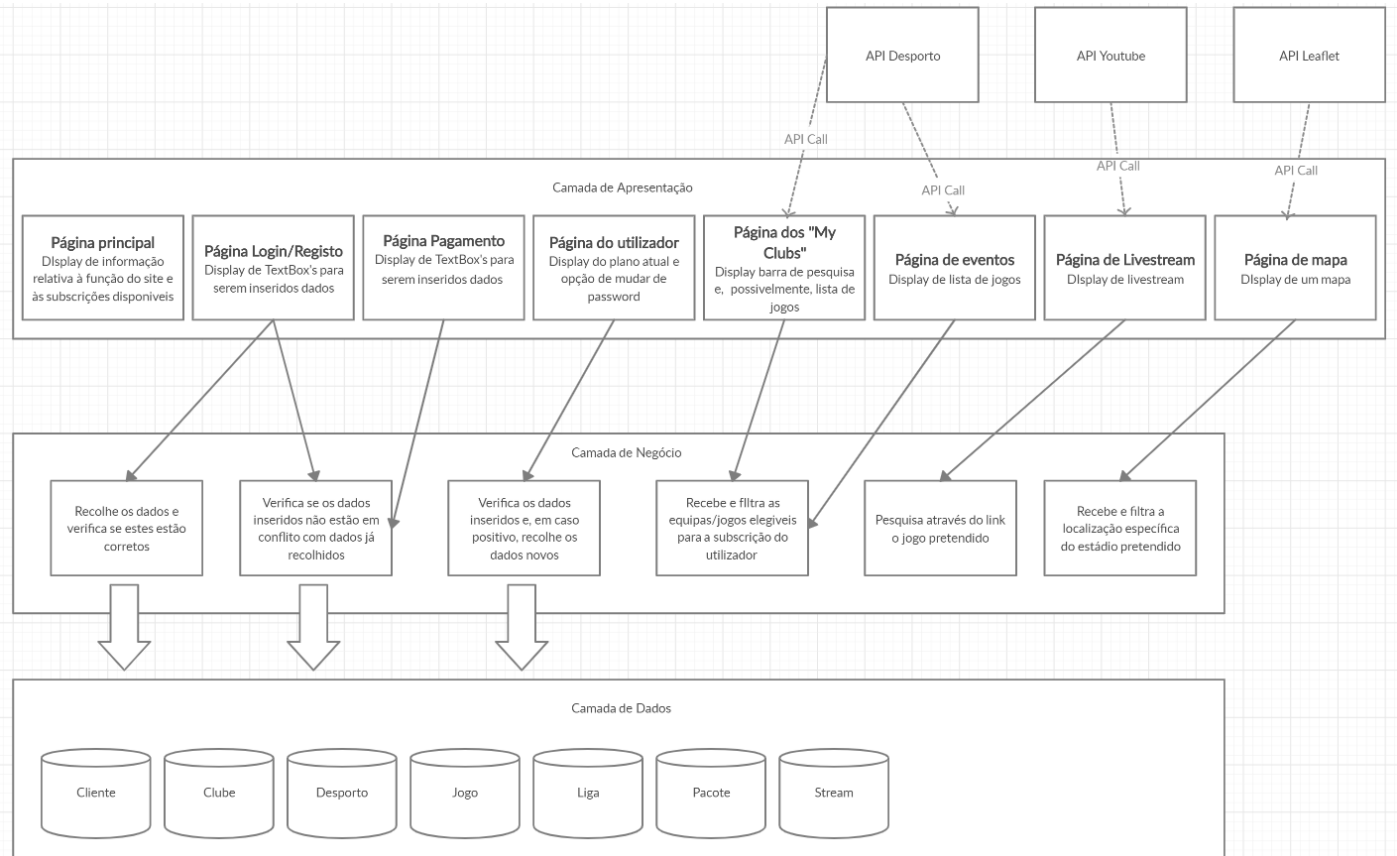 API Desporto
API Youtube
API Leaflet
API Call
API Call
API Call
API Call
Camada de Apresentação
Página principal
DIsplay de informação
relativa à função do site e
às subscrições disponiveis
Página Login/Registo
Display de TextBox's para
serem inseridos dados
Página Pagamento
Display de TextBox's para
serem inseridos dados
Página do utilizador
Display do plano atual e
opção de mudar de
password
Página dos "My
Clubs"
Display barra de pesquisa
e, possivelmente, lista de
jogos
Página de eventos
Display de lista de jogos
Página de Livestream
DIsplay de livestream
Página de mapa
DIsplay de um mapa
Camada de Negócio
Recolhe os dados e
verifica se estes estão
corretos
Verifica se os dados
inseridos não estão em
conflito com dados já
recolhidos
Verifica os dados
inseridos e, em caso
positivo, recolhe os
dados novos
Recebe e fIltra as
equipas/jogos elegiveis
para a subscrição do
utilizador
Pesquisa através do link
o jogo pretendido
Recebe e filtra a
localização específica
do estádio pretendido
Camada de Dados
Cliente
Clube
Desporto
Jogo
Liga
Pacote
Stream